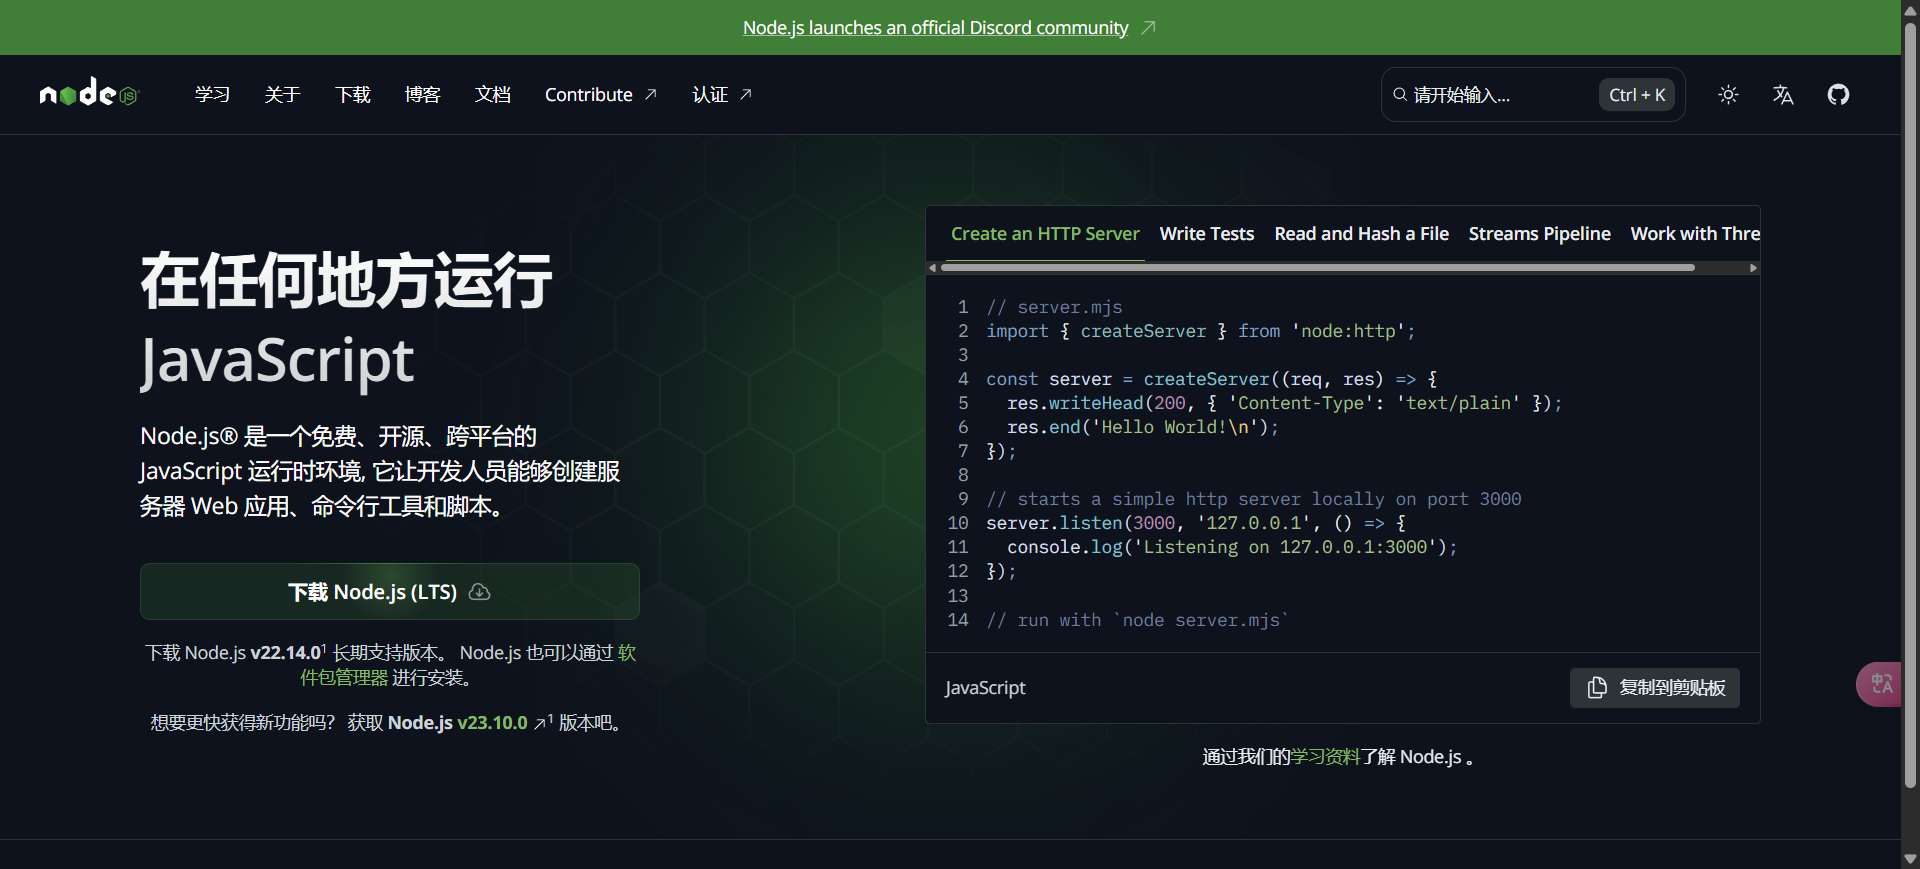 Node.js launches an official Discord community
node JS
学习 关于 下载 博客 文档 Contribute 认证
请开始输入... Ctrl + K
在任何地方运行
JavaScript
Node.js® 是一个免费、开源、跨平台的
JavaScript 运行时环境, 它让开发人员能够创建服
务器 Web 应用、命令行工具和脚本。
下载 Node.js (LTS)
下载 Node.js v22.14.0¹ 长期支持版本。 Node.js 也可以通过 软
件包管理器 进行安装。
想要更快获得新功能吗？ 获取 Node.js v23.10.0 ¹ 版本吧。
Create an HTTP Server Write Tests Read and Hash a File Streams Pipeline Work with Thre
1 // server.mjs
2 import { createServer } from 'node:http';
3
4 const server = createServer((req, res) => {
5   res.writeHead(200, { 'Content-Type': 'text/plain' });
6   res.end('Hello World!\n');
7 });
8
9 // starts a simple http server locally on port 3000
10 server.listen(3000, '127.0.0.1', () => {
11   console.log('Listening on 127.0.0.1:3000');
12 });
13
14 // run with `node server.mjs`
JavaScript
复制到剪贴板
通过我们的学习资料了解 Node.js 。